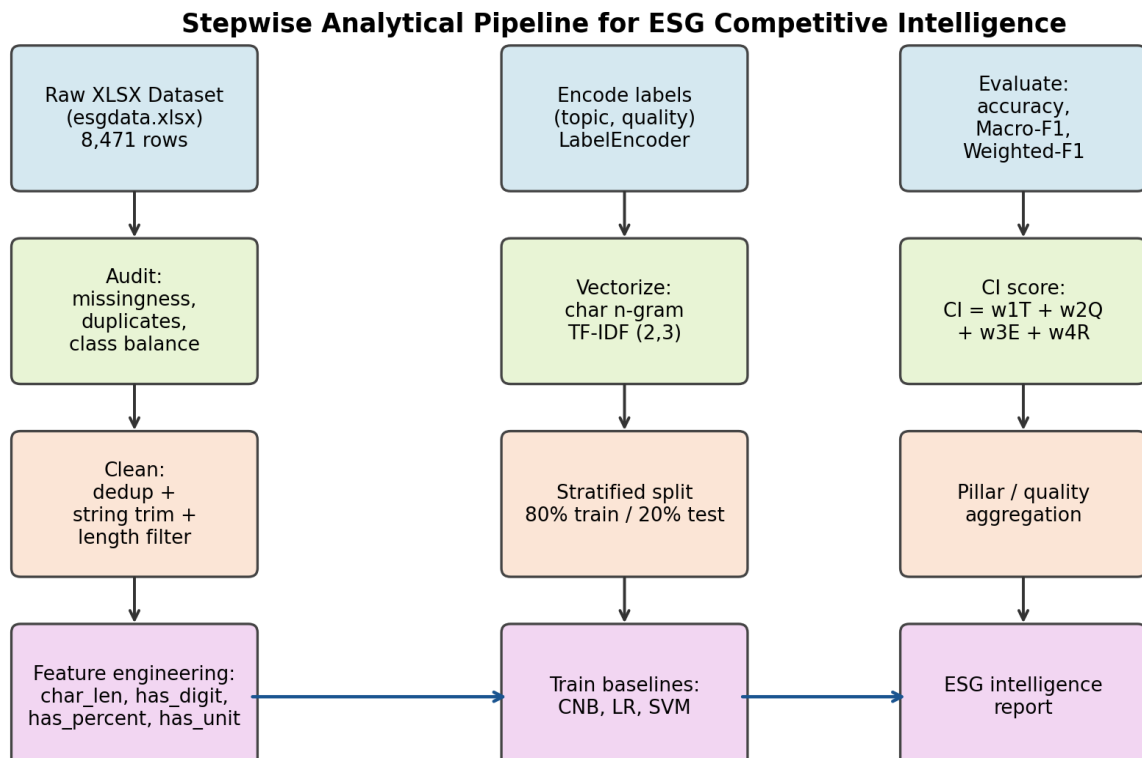 Stepwise Analytical Pipeline for ESG Competitive Intelligence
Raw XLSX Dataset
(esgdata.xlsx)
8,471 rows
Audit:
missingness,
duplicates,
class balance
Clean:
dedup +
string trim +
length filter
Feature engineering:
char_len, has_digit,
has_percent, has_unit
Encode labels
(topic, quality)
LabelEncoder
Vectorize:
char n-gram
TF-IDF (2,3)
Stratified split
80% train / 20% test
Train baselines:
CNB, LR, SVM
Evaluate:
accuracy,
Macro-F1,
Weighted-F1
CI score:
CI = w1T + w2Q
+ w3E + w4R
Pillar / quality
aggregation
ESG intelligence
report